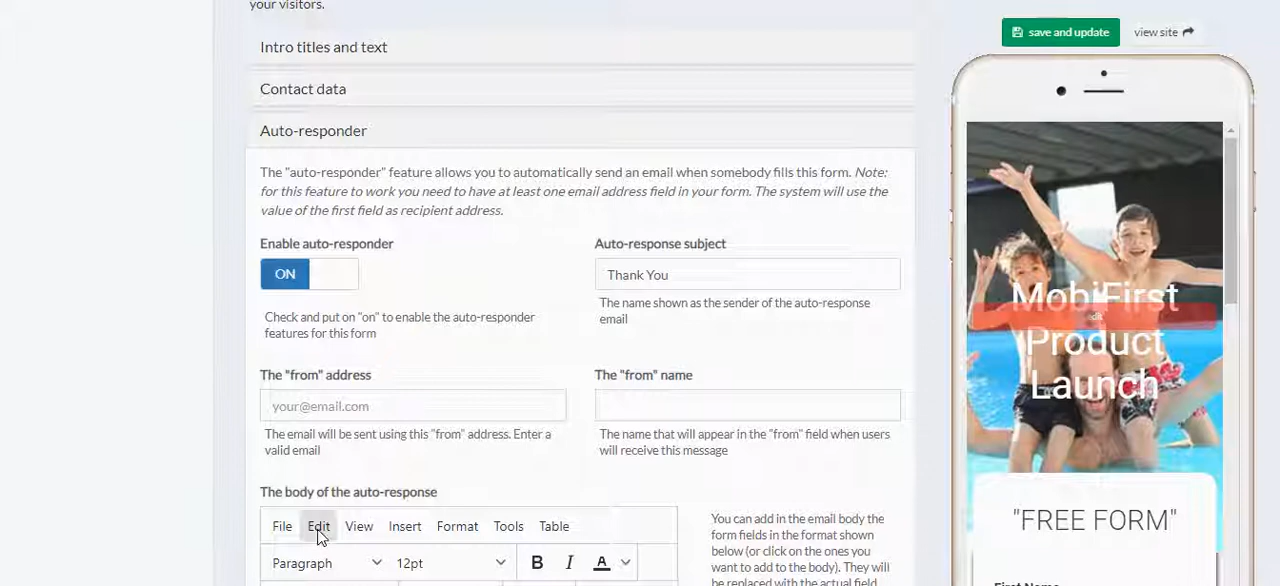 your visitors.
save and update
view site
Intro titles and text
Contact data
Auto-responder
The "auto-responder" feature allows you to automatically send an email when somebody fills this form. Note:
for this feature to work you need to have at least one email address field in your form. The system will use the
value of the first field as recipient address.
Enable auto-responder
Auto-response subject
ON
Thank You
The name shown as the sender of the auto-response
email
Check and put on "on" to enable the auto-responder
features for this form
The "from" address
The "from" name
your@email.com
The email will be sent using this "from" address. Enter a
valid email
The name that will appear in the "from" field when users
will receive this message
The body of the auto-response
File Edit View Insert Format Tools Table
Paragraph 12pt B I A
You can add in the email body the
form fields in the format shown
below (or click on the ones you
want to add to the body). They will
be replaced with the actual field
MobiFirst
edit
Product
Launch
"FREE FORM"
First Name